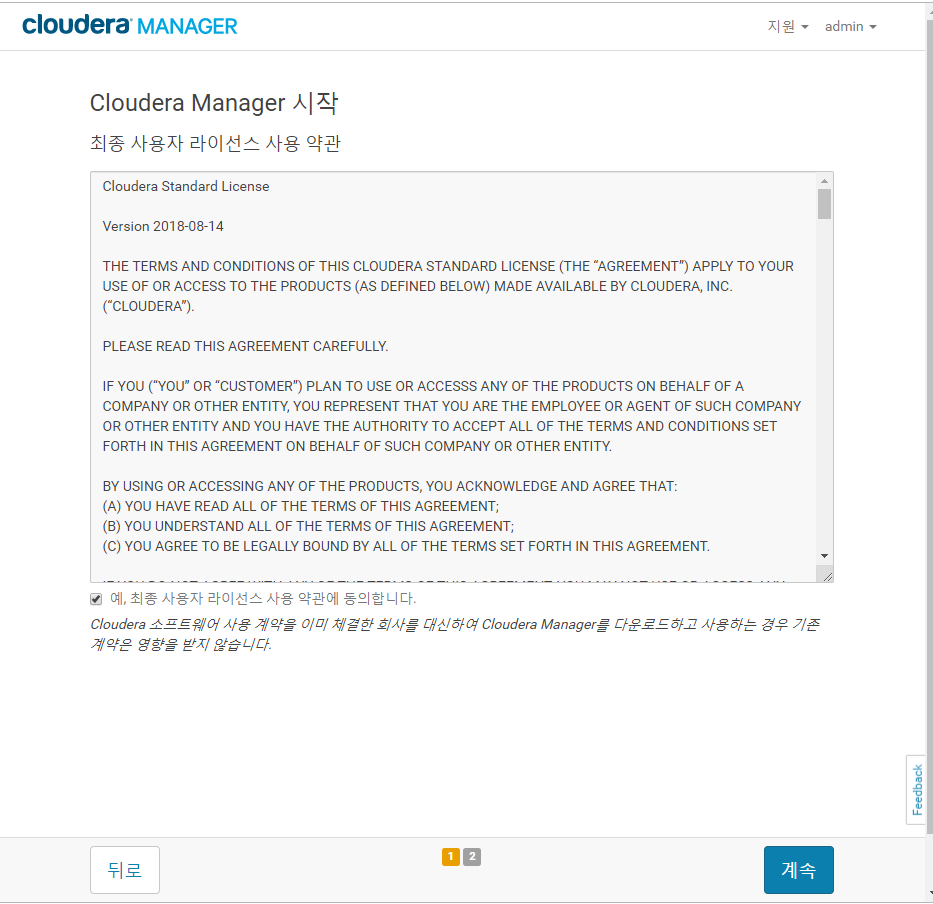 cloudera MANAGER
지원 admin
Cloudera Manager 시작
최종 사용자 라이선스 사용 약관
Cloudera Standard License
Version 2018-08-14
THE TERMS AND CONDITIONS OF THIS CLOUDERA STANDARD LICENSE (THE “AGREEMENT”) APPLY TO YOUR
USE OF OR ACCESS TO THE PRODUCTS (AS DEFINED BELOW) MADE AVAILABLE BY CLOUDERA, INC.
(“CLOUDERA”).
PLEASE READ THIS AGREEMENT CAREFULLY.
IF YOU (“YOU” OR “CUSTOMER”) PLAN TO USE OR ACCESSS ANY OF THE PRODUCTS ON BEHALF OF A
COMPANY OR OTHER ENTITY, YOU REPRESENT THAT YOU ARE THE EMPLOYEE OR AGENT OF SUCH COMPANY
OR OTHER ENTITY AND YOU HAVE THE AUTHORITY TO ACCEPT ALL OF THE TERMS AND CONDITIONS SET
FORTH IN THIS AGREEMENT ON BEHALF OF SUCH COMPANY OR OTHER ENTITY.
BY USING OR ACCESSING ANY OF THE PRODUCTS, YOU ACKNOWLEDGE AND AGREE THAT:
(A) YOU HAVE READ ALL OF THE TERMS OF THIS AGREEMENT;
(B) YOU UNDERSTAND ALL OF THE TERMS OF THIS AGREEMENT;
(C) YOU AGREE TO BE LEGALLY BOUND BY ALL OF THE TERMS SET FORTH IN THIS AGREEMENT.
예, 최종 사용자 라이선스 사용 약관에 동의합니다.
Cloudera 소프트웨어 사용 계약을 이미 체결한 회사를 대신하여 Cloudera Manager를 다운로드하고 사용하는 경우 기존
계약은 영향을 받지 않습니다.
Feedback
뒤로
1 2
계속